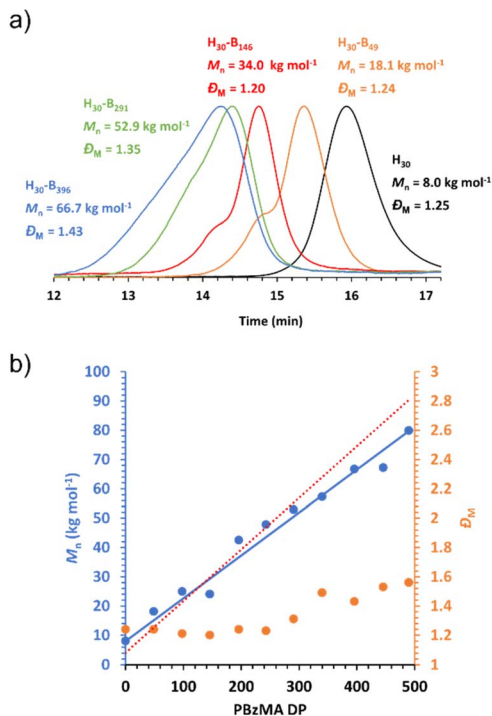 a)
H30-B146
Mn = 34.0 kg mol-1
ĐM = 1.20
H30-B49
Mn = 18.1 kg mol-1
ĐM = 1.24
H30-B291
Mn = 52.9 kg mol-1
ĐM = 1.35
H30
Mn = 8.0 kg mol-1
ĐM = 1.25
H30-B396
Mn = 66.7 kg mol-1
ĐM = 1.43
12 13 14 15 16 17
Time (min)
b)
100 3
90 2.8
80 2.6
70 2.4
60 2.2
50 2
40 1.8
30 1.6
20 1.4
10 1.2
0 1
Mn (kg mol-1)
ĐM
0 100 200 300 400 500
PBzMA DP